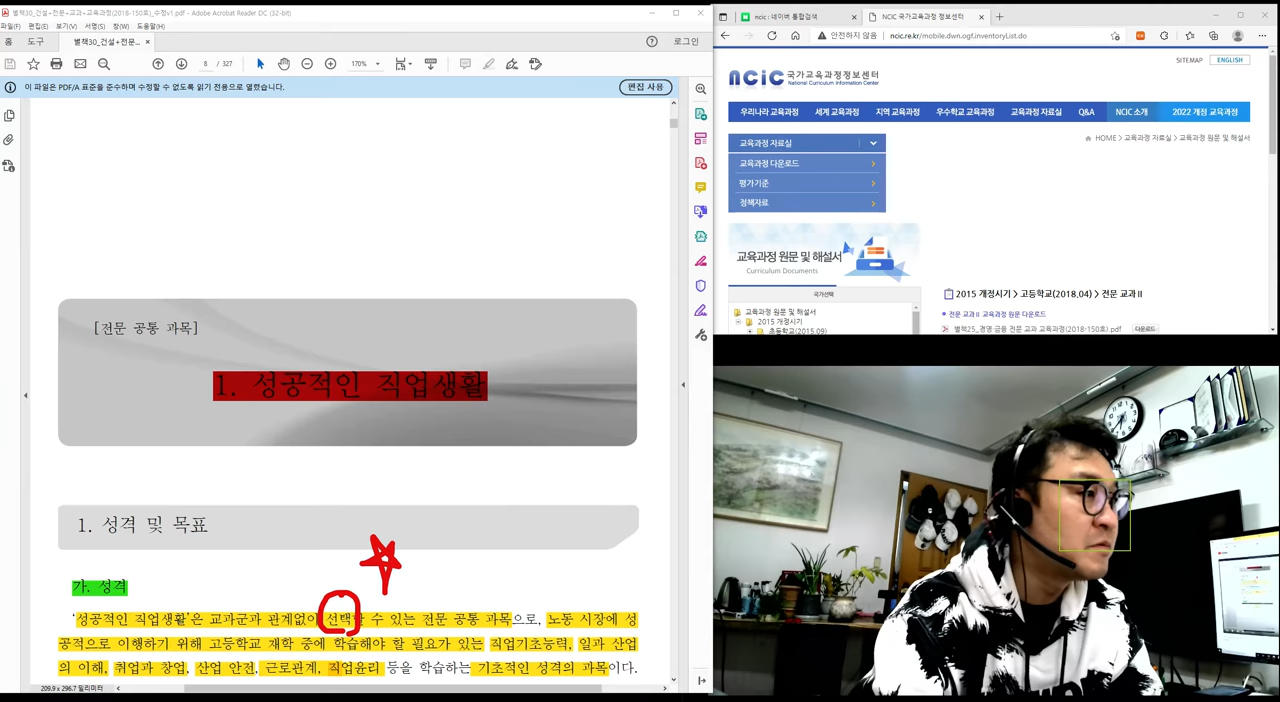 별책30_건설+전문+교과+교육과정(2018-150호)_수정v1.pdf - Adobe Acrobat Reader DC (32-bit)
파일(F) 편집(E) 보기(V) 서명(S) 창(W) 도움말(H)
홈 도구 별책30_건설+전문... × 로그인
8 / 327 170%
이 파일은 PDF/A 표준을 준수하며 수정할 수 없도록 읽기 전용으로 열렸습니다. 편집 사용
[전문 공통 과목]
1. 성공적인 직업생활
1. 성격 및 목표
가. 성격
'성공적인 직업생활'은 교과군과 관계없이 선택할 수 있는 전문 공통 과목으로, 노동 시장에 성
공적으로 이행하기 위해 고등학교 재학 중에 학습해야 할 필요가 있는 직업기초능력, 일과 산업
의 이해, 취업과 창업, 산업 안전, 근로관계, 직업윤리 등을 학습하는 기초적인 성격의 과목이다.
209.9 x 296.7 밀리미터
ncic : 네이버 통합검색 × NCIC 국가교육과정 정보센터 ×
안전하지 않음 ncic.re.kr/mobile.dwn.ogf.inventoryList.do
SITEMAP ENGLISH
ncic 국가교육과정정보센터
National Curriculum Information Center
우리나라 교육과정 세계 교육과정 지역 교육과정 우수학교 교육과정 교육과정 자료실 Q&A NCIC 소개 2022 개정 교육과정
HOME > 교육과정 자료실 > 교육과정 원문 및 해설서
교육과정 자료실
교육과정 다운로드
평가기준
정책자료
교육과정 원문 및 해설서
Curriculum Documents
국가선택
교육과정 원문 및 해설서
2015 개정시기
초등학교(2015.09)
2015 개정시기 > 고등학교(2018.04) > 전문 교과Ⅱ
전문 교과Ⅱ 교육과정 원문 다운로드
별책25_경영·금융 전문 교과 교육과정(2018-150호).pdf 다운로드